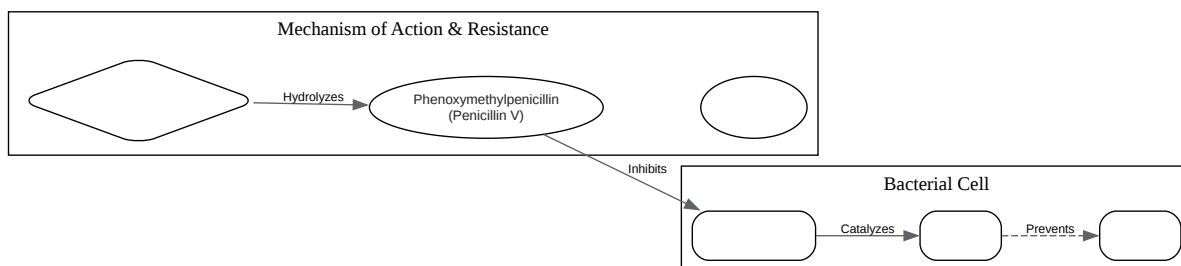 Mechanism of Action & Resistance
Hydrolyzes
Phenoxymethylpenicillin
(Penicillin V)
Inhibits
Bacterial Cell
Catalyzes
Prevents